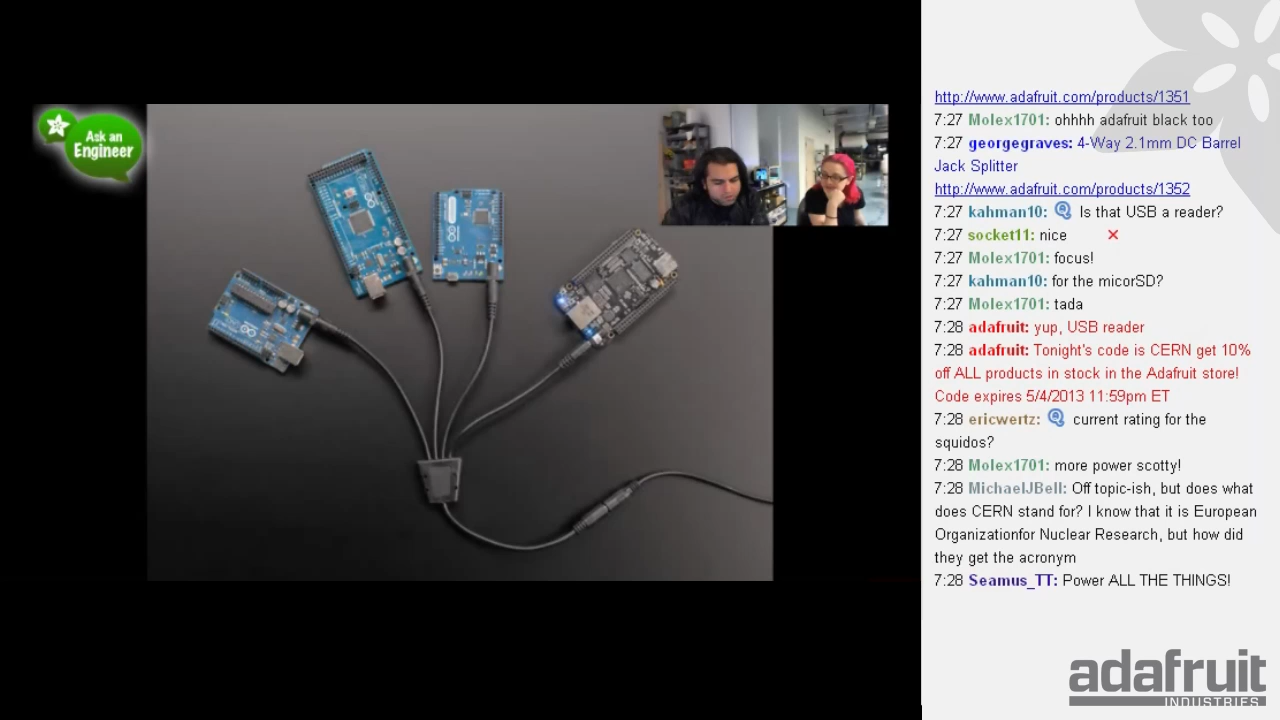 Ask an
Engineer
http://www.adafruit.com/products/1351
7:27 Molex1701: ohhhh adafruit black too
7:27 georgegraves: 4-Way 2.1mm DC Barrel
Jack Splitter
http://www.adafruit.com/products/1352
7:27 kahman10: Is that USB a reader?
7:27 socket11: nice
7:27 Molex1701: focus!
7:27 kahman10: for the micorSD?
7:27 Molex1701: tada
7:28 adafruit: yup, USB reader
7:28 adafruit: Tonight's code is CERN get 10%
off ALL products in stock in the Adafruit store!
Code expires 5/4/2013 11:59pm ET
7:28 ericwertz: current rating for the
squidos?
7:28 Molex1701: more power scotty!
7:28 MichaelJBell: Off topic-ish, but does what
does CERN stand for? I know that it is European
Organizationfor Nuclear Research, but how did
they get the acronym
7:28 Seamus_TT: Power ALL THE THINGS!
adafruit
INDUSTRIES